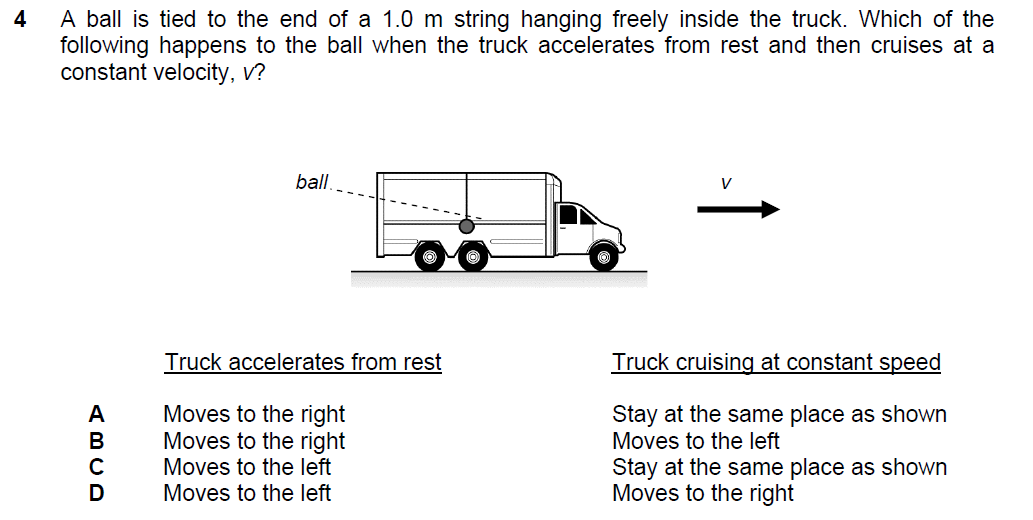 4 A ball is tied to the end of a 1.0 m string hanging freely inside the truck. Which of the
following happens to the ball when the truck accelerates from rest and then cruises at a
constant velocity, v?
ball
v
Truck accelerates from rest Truck cruising at constant speed
A Moves to the right Stay at the same place as shown
B Moves to the right Moves to the left
C Moves to the left Stay at the same place as shown
D Moves to the left Moves to the right